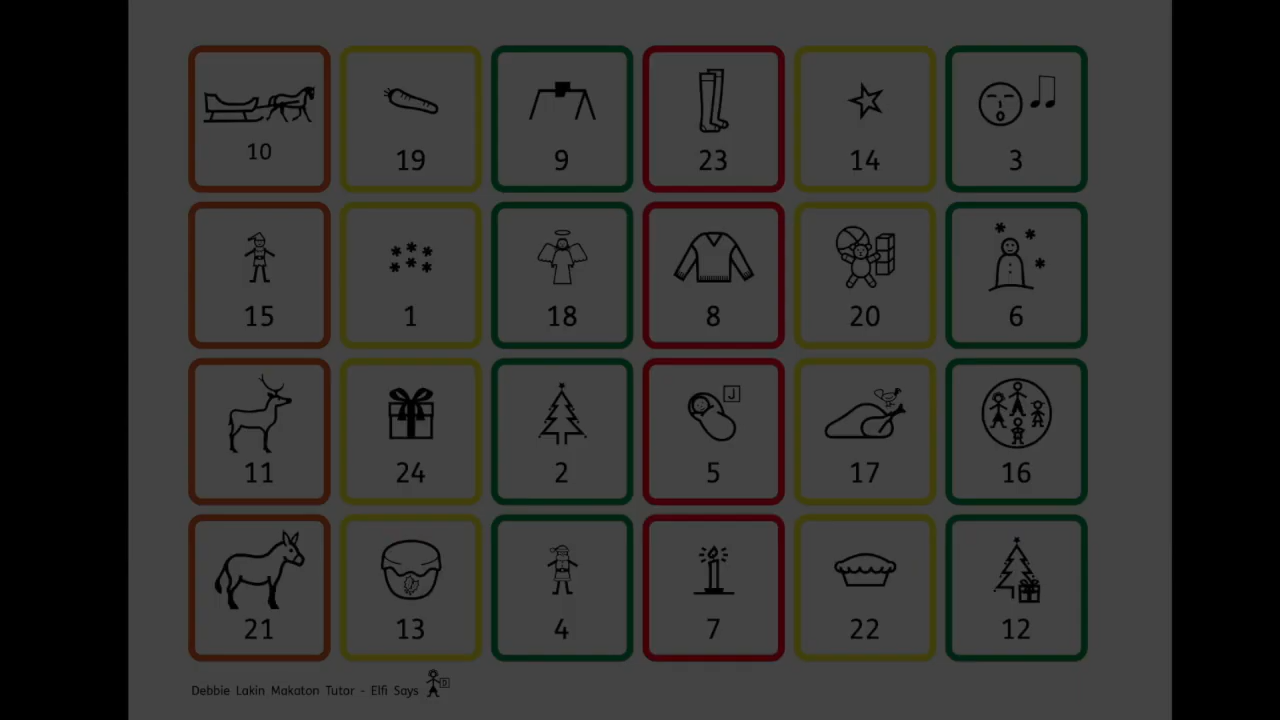 10 19 9 23 14 3
15 1 18 8 20 6
J
11 24 2 5 17 16
21 13 4 7 22 12
Debbie Lakin Makaton Tutor - Elfi Says D